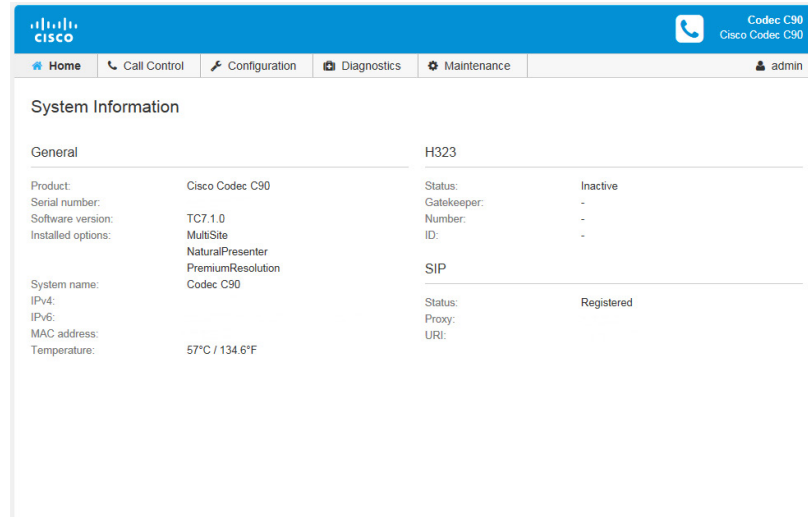 CISCO
Codec C90
Cisco Codec C90
Home
Call Control
Configuration
Diagnostics
Maintenance
admin
System Information
General
Product: Cisco Codec C90
Serial number:
Software version: TC7.1.0
Installed options: MultiSite
NaturalPresenter
PremiumResolution
System name: Codec C90
IPv4:
IPv6:
MAC address:
Temperature: 57°C / 134.6°F
H323
Status: Inactive
Gatekeeper: -
Number: -
ID: -
SIP
Status: Registered
Proxy:
URI: